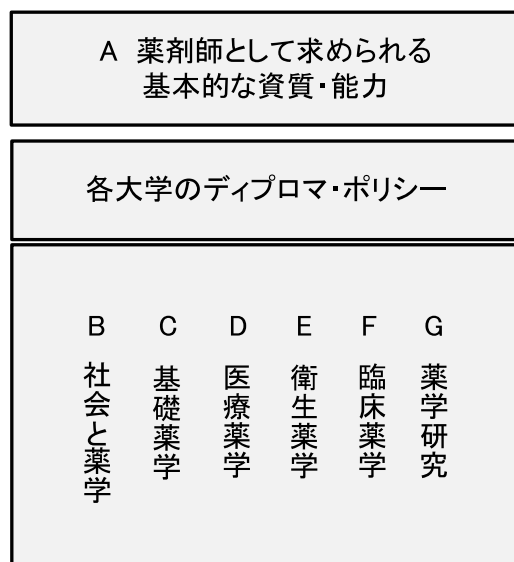 A 薬剤師として求められる
基本的な資質・能力
各大学のディプロマ・ポリシー
B 社会と薬学
C 基礎薬学
D 医療薬学
E 衛生薬学
F 臨床薬学
G 薬学研究